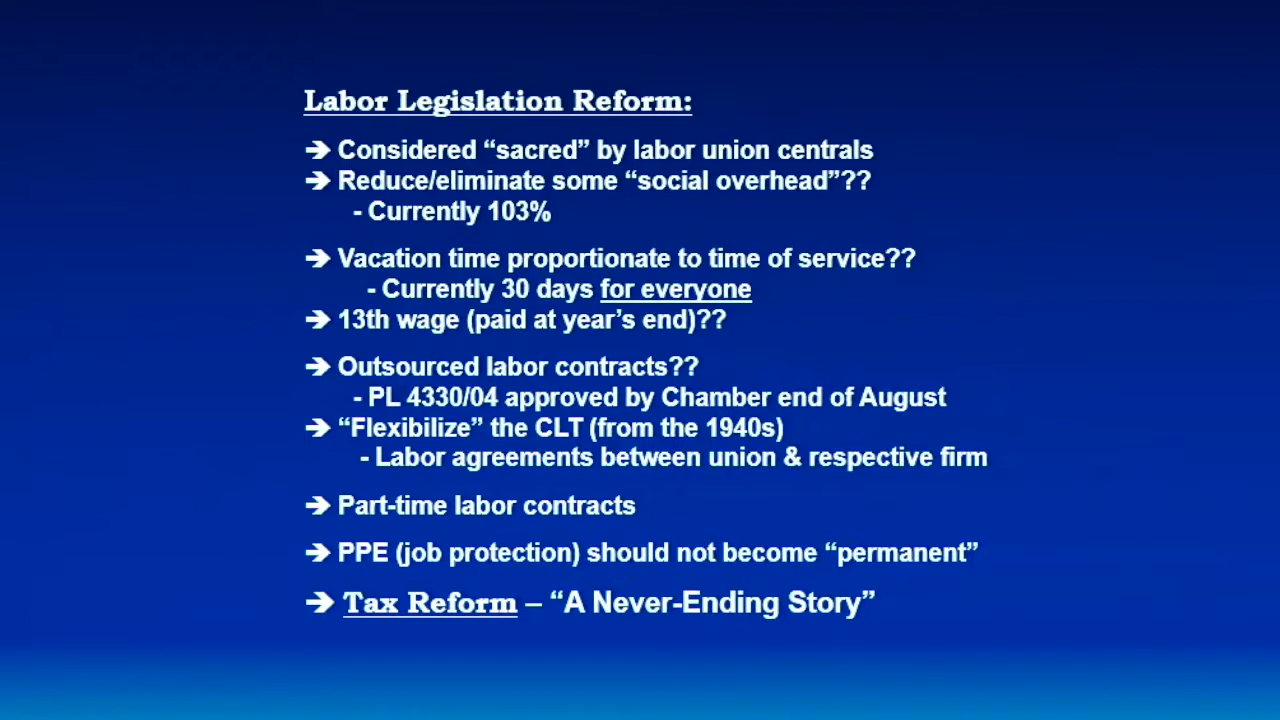 Labor Legislation Reform:
➔ Considered “sacred” by labor union centrals
➔ Reduce/eliminate some “social overhead”??
- Currently 103%
➔ Vacation time proportionate to time of service??
- Currently 30 days for everyone
➔ 13th wage (paid at year’s end)??
➔ Outsourced labor contracts??
- PL 4330/04 approved by Chamber end of August
➔ “Flexibilize” the CLT (from the 1940s)
- Labor agreements between union & respective firm
➔ Part-time labor contracts
➔ PPE (job protection) should not become “permanent”
➔ Tax Reform – “A Never-Ending Story”